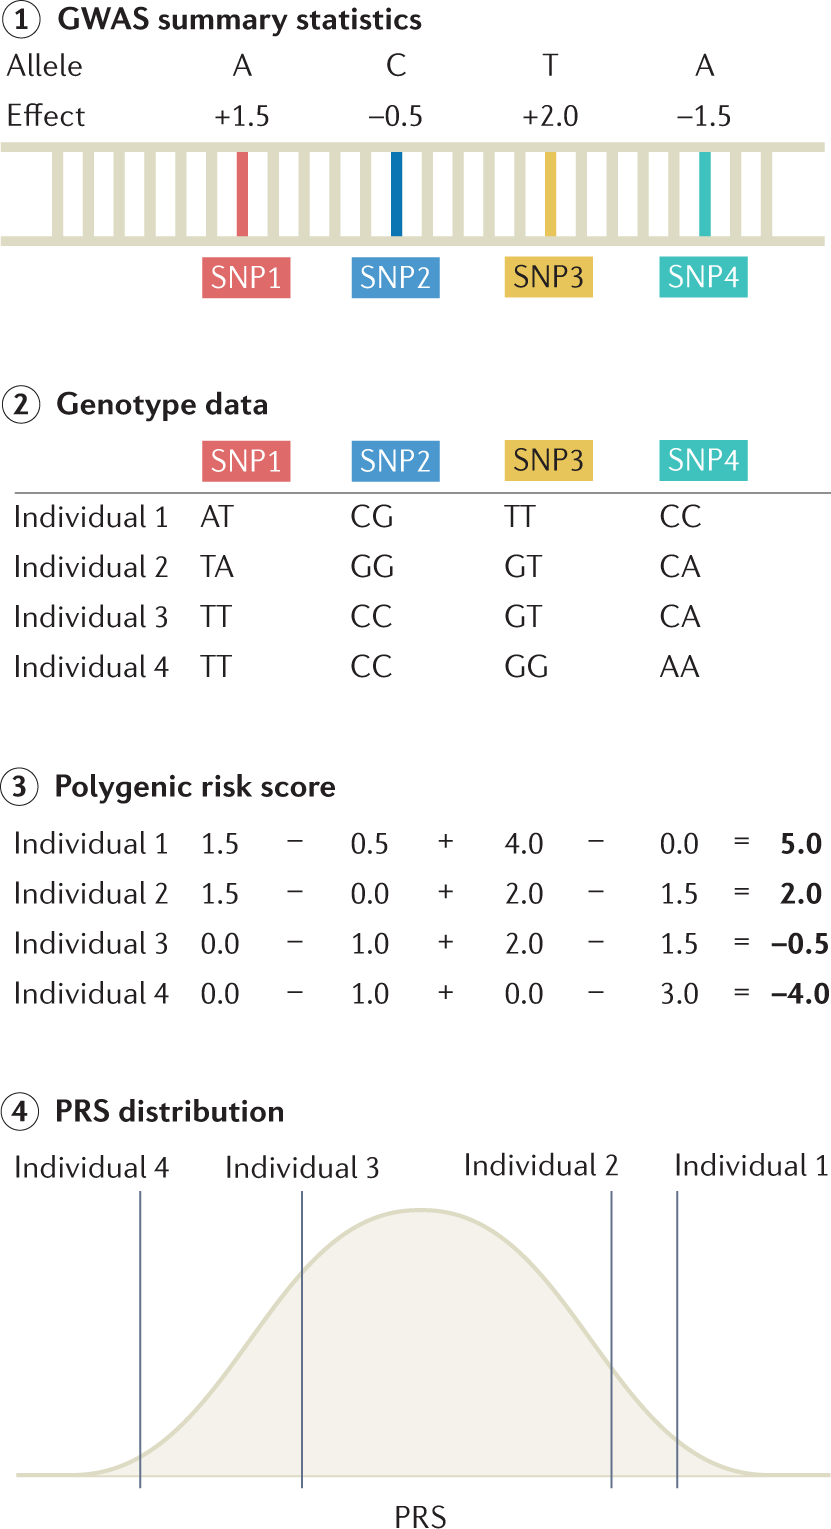 1 GWAS summary statistics
Allele A C T A
Effect +1.5 –0.5 +2.0 –1.5
SNP1 SNP2 SNP3 SNP4
2 Genotype data
SNP1 SNP2 SNP3 SNP4
Individual 1 AT CG TT CC
Individual 2 TA GG GT CA
Individual 3 TT CC GT CA
Individual 4 TT CC GG AA
3 Polygenic risk score
Individual 1 1.5 – 0.5 + 4.0 – 0.0 = 5.0
Individual 2 1.5 – 0.0 + 2.0 – 1.5 = 2.0
Individual 3 0.0 – 1.0 + 2.0 – 1.5 = –0.5
Individual 4 0.0 – 1.0 + 0.0 – 3.0 = –4.0
4 PRS distribution
Individual 4 Individual 3 Individual 2 Individual 1
PRS